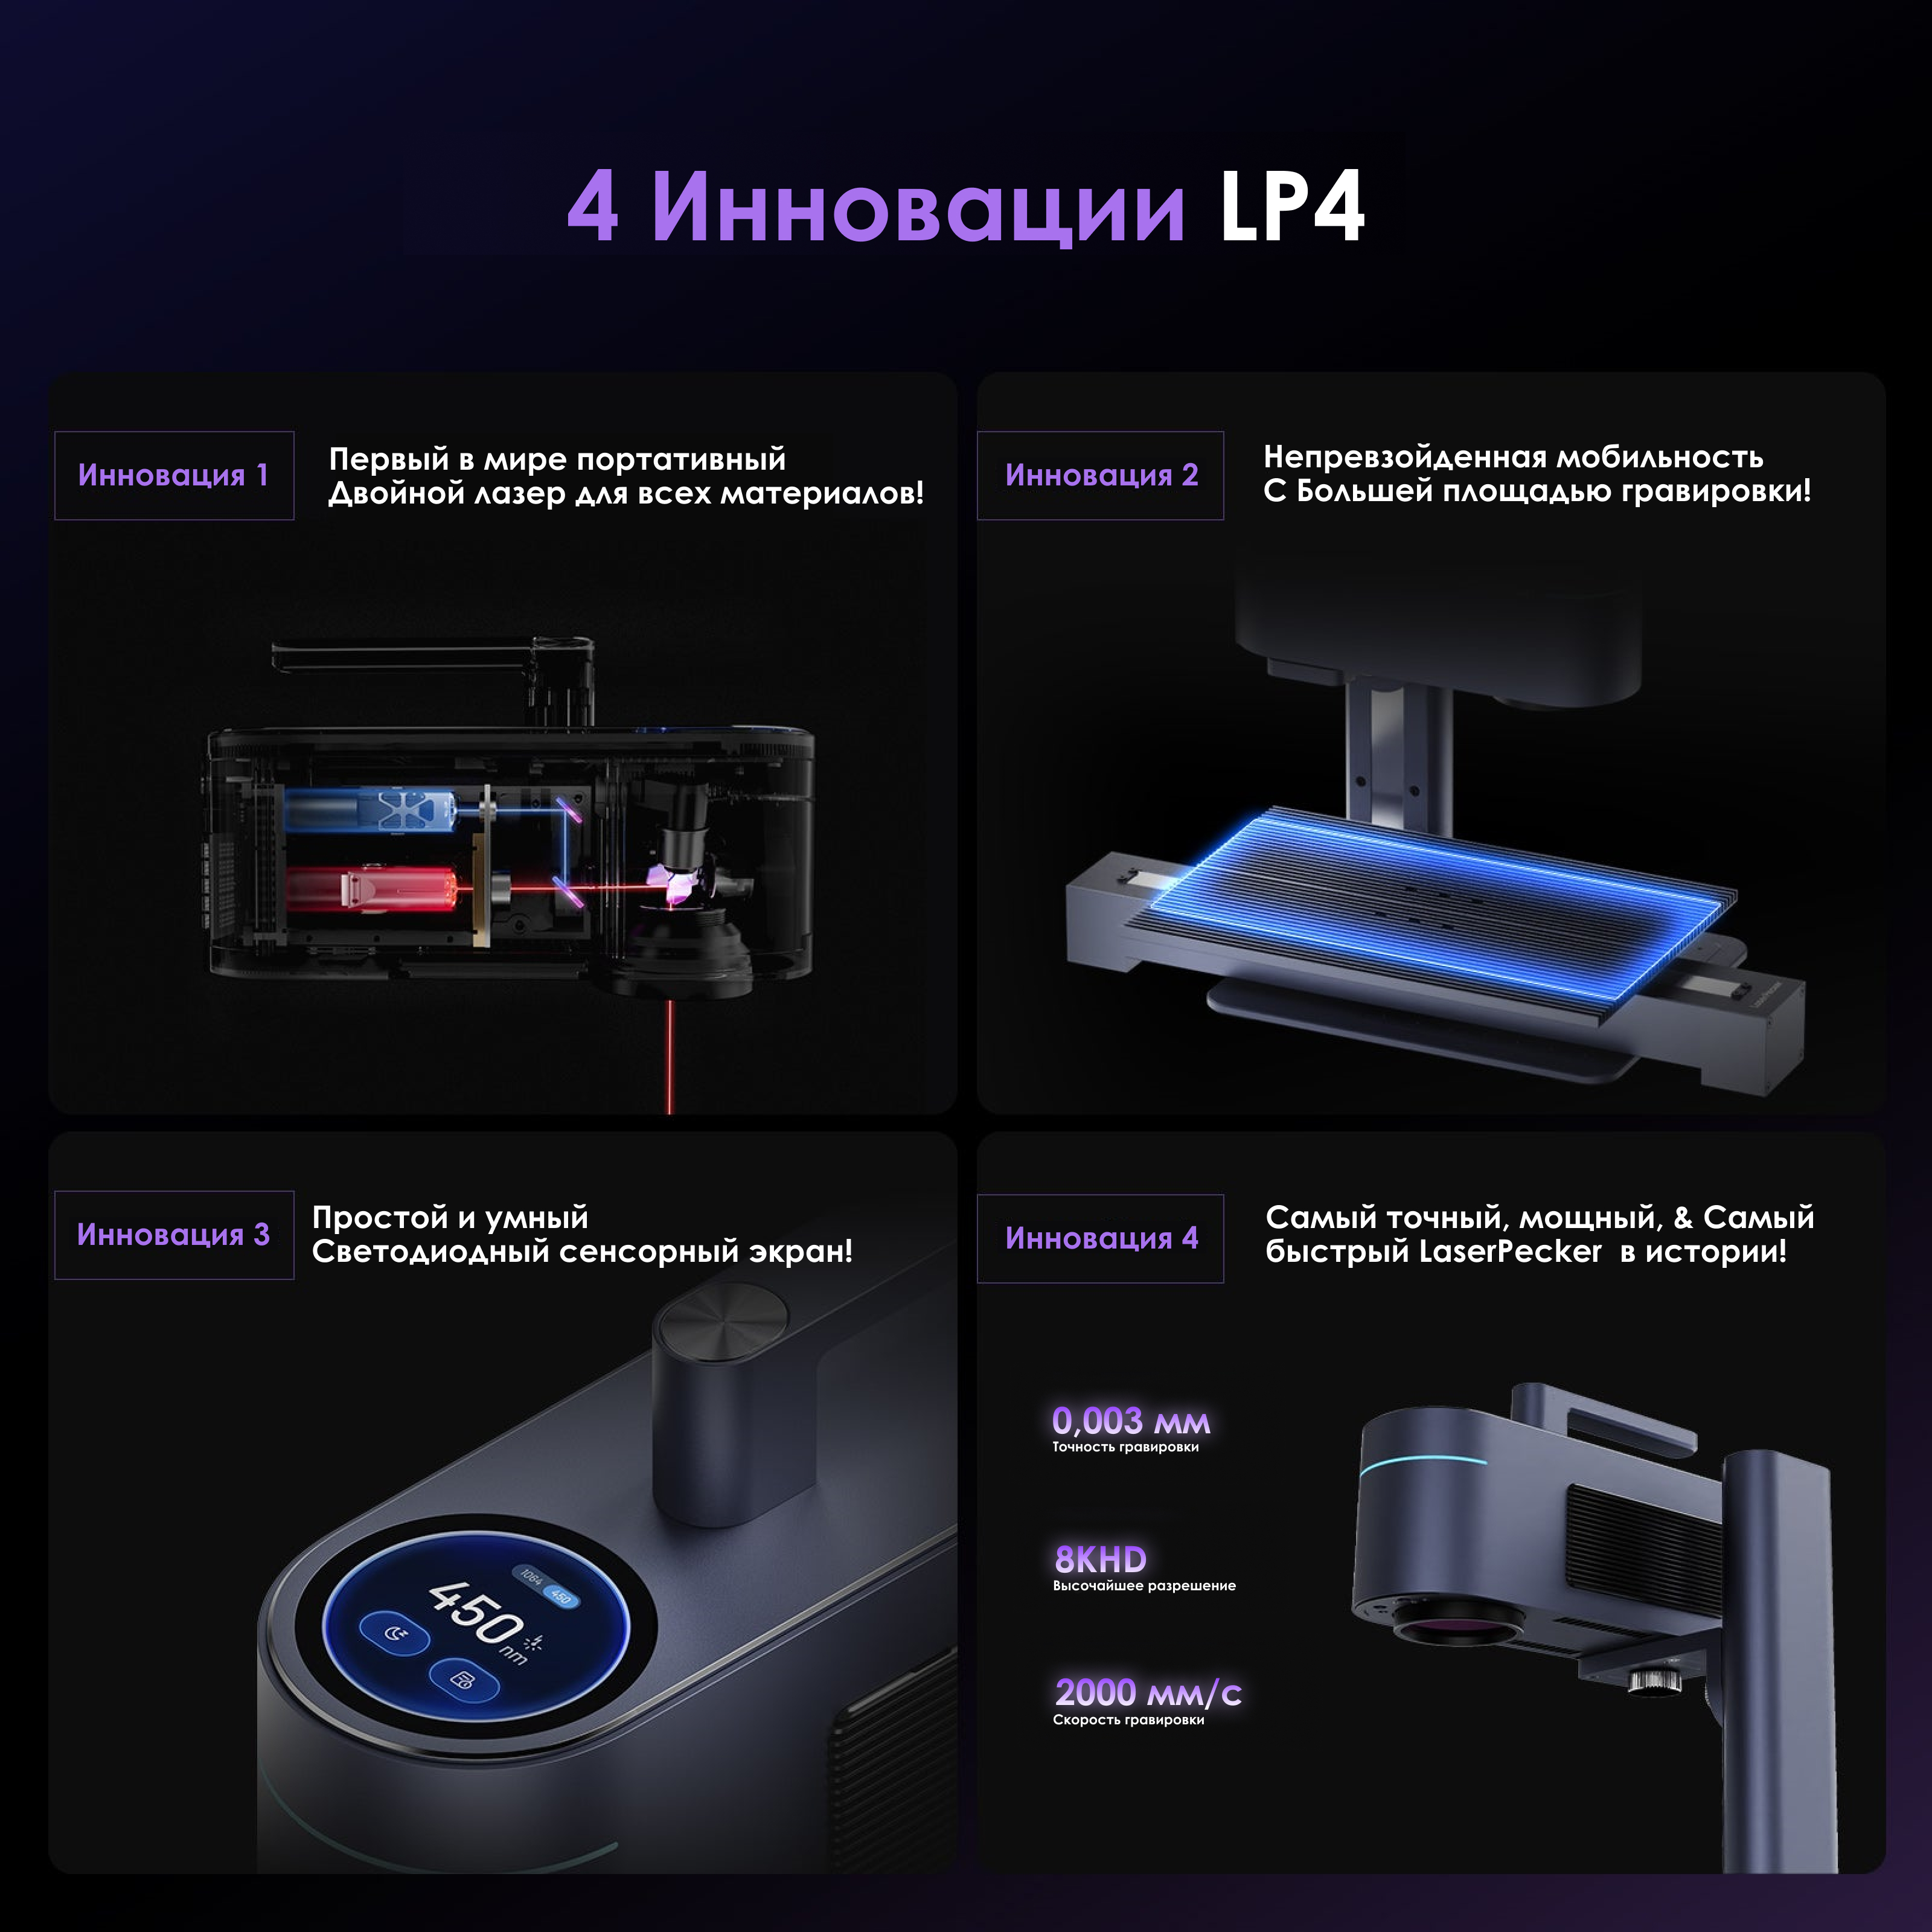 4 Инновации LP4
Инновация 1
Первый в мире портативный
Двойной лазер для всех материалов!
Инновация 2
Непревзойденная мобильность
С Большей площадью гравировки!
LaserPecker
Инновация 3
Простой и умный
Светодиодный сенсорный экран!
1064 450
450
nm
Инновация 4
Самый точный, мощный, & Самый
быстрый LaserPecker в истории!
0,003 мм
Точность гравировки
8KHD
Высочайшее разрешение
2000 мм/с
Скорость гравировки